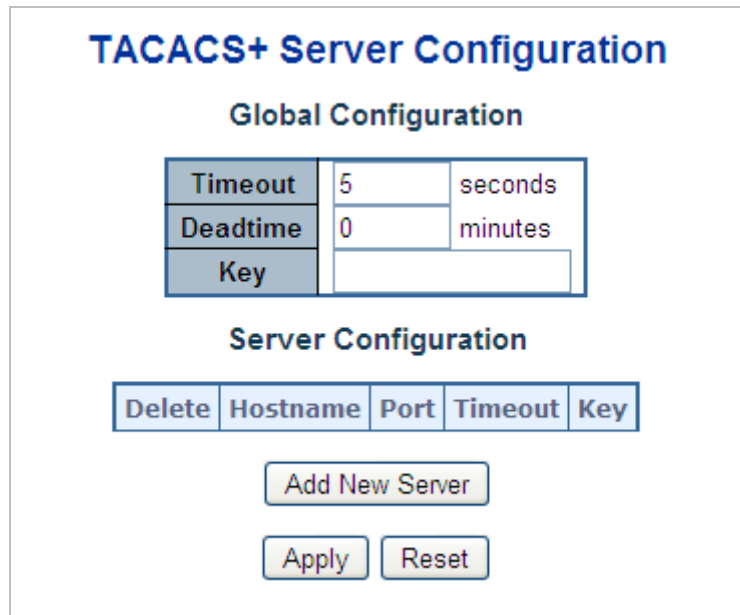 TACACS+ Server Configuration
Global Configuration
Timeout 5 seconds
Deadtime 0 minutes
Key
Server Configuration
Delete Hostname Port Timeout Key
Add New Server
Apply Reset